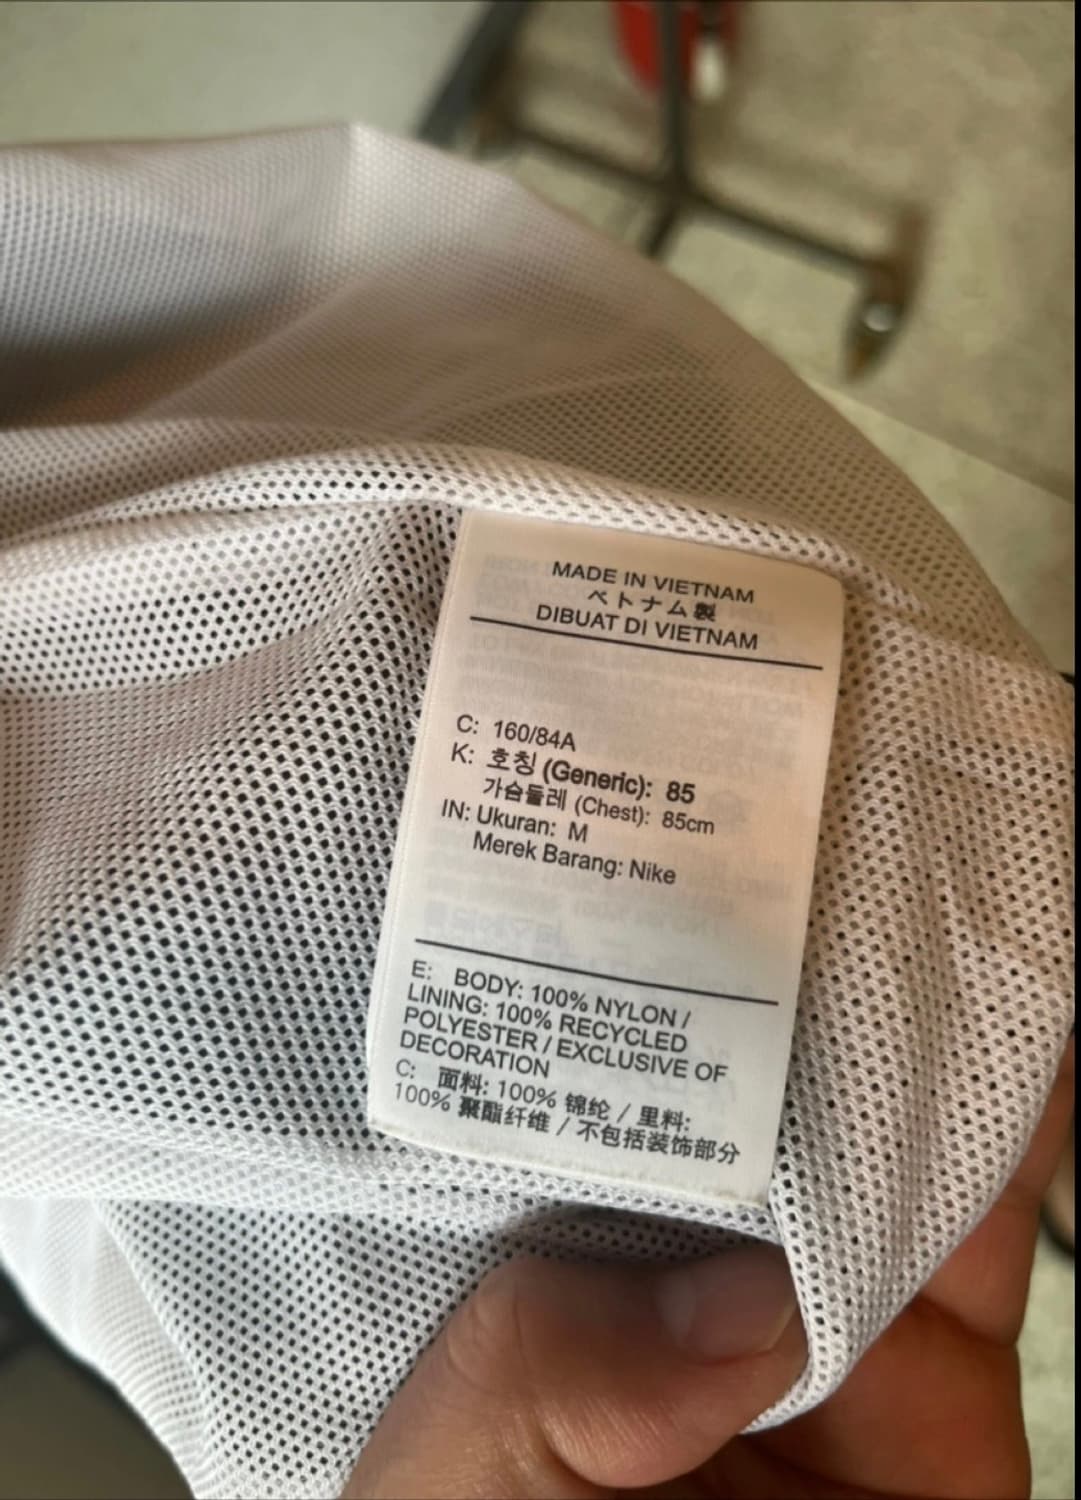 MADE IN VIETNAM
ベトナム製
DIBUAT DI VIETNAM
C: 160/84A
K: 호칭 (Generic): 85
가슴둘레 (Chest): 85cm
IN: Ukuran: M
Merek Barang: Nike
E: BODY: 100% NYLON /
LINING: 100% RECYCLED
POLYESTER / EXCLUSIVE OF
DECORATION
C: 面料: 100% 锦纶 / 里料:
100% 聚酯纤维 / 不包括装饰部分